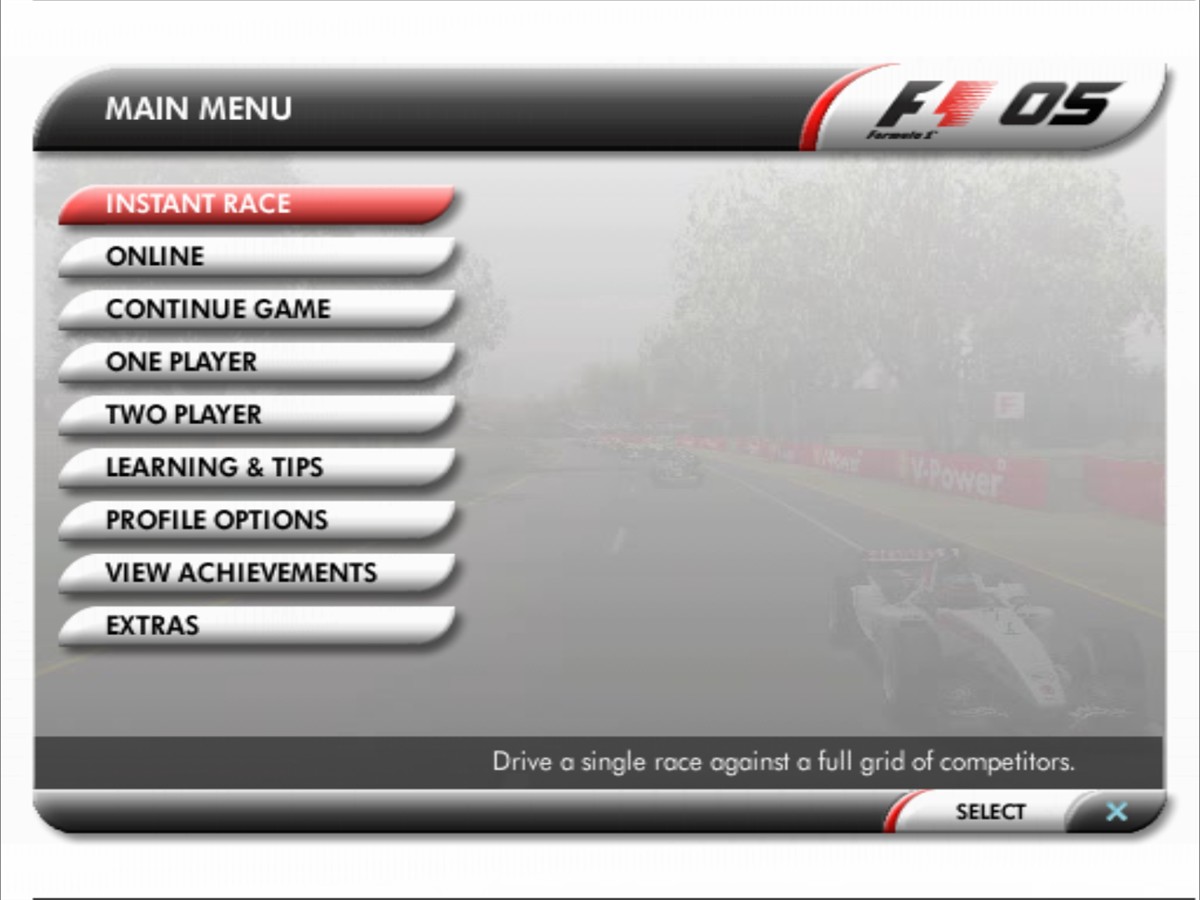 MAIN MENU
F1 05
Formula 1
INSTANT RACE
ONLINE
CONTINUE GAME
ONE PLAYER
TWO PLAYER
LEARNING & TIPS
PROFILE OPTIONS
VIEW ACHIEVEMENTS
EXTRAS
V-Power
V-Power
Drive a single race against a full grid of competitors.
SELECT